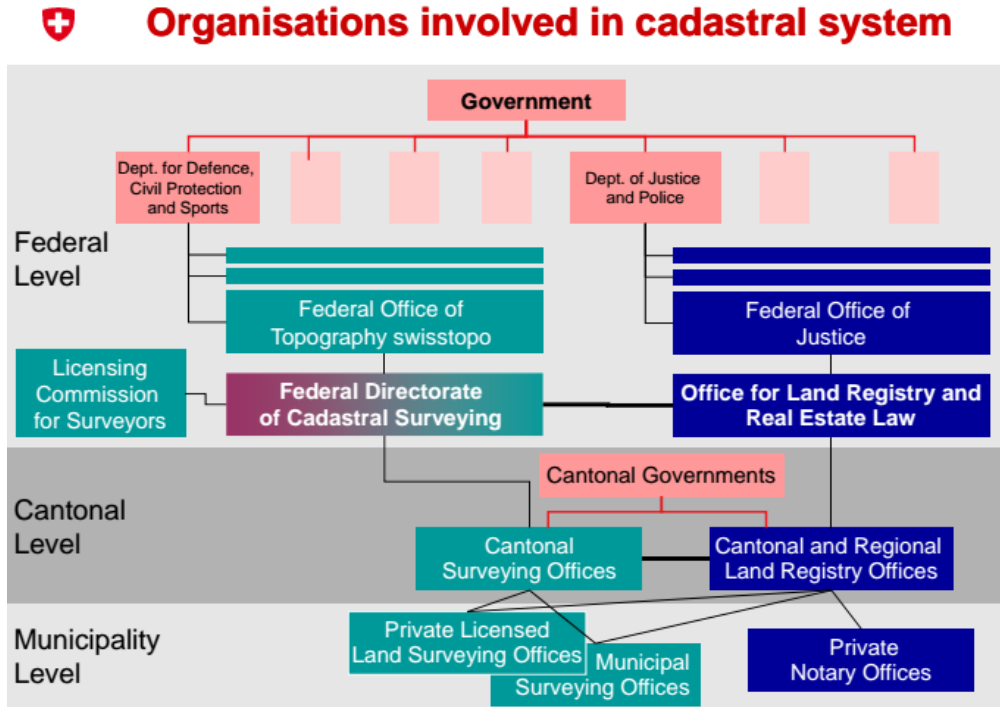 Organisations involved in cadastral system
Government
Dept. for Defence,
Civil Protection
and Sports
Dept. of Justice
and Police
Federal
Level
Federal Office of
Topography swisstopo
Federal Office of
Justice
Licensing
Commission
for Surveyors
Federal Directorate
of Cadastral Surveying
Office for Land Registry and
Real Estate Law
Cantonal
Level
Cantonal Governments
Cantonal
Surveying Offices
Cantonal and Regional
Land Registry Offices
Municipality
Level
Private Licensed
Land Surveying Offices
Municipal
Surveying Offices
Private
Notary Offices